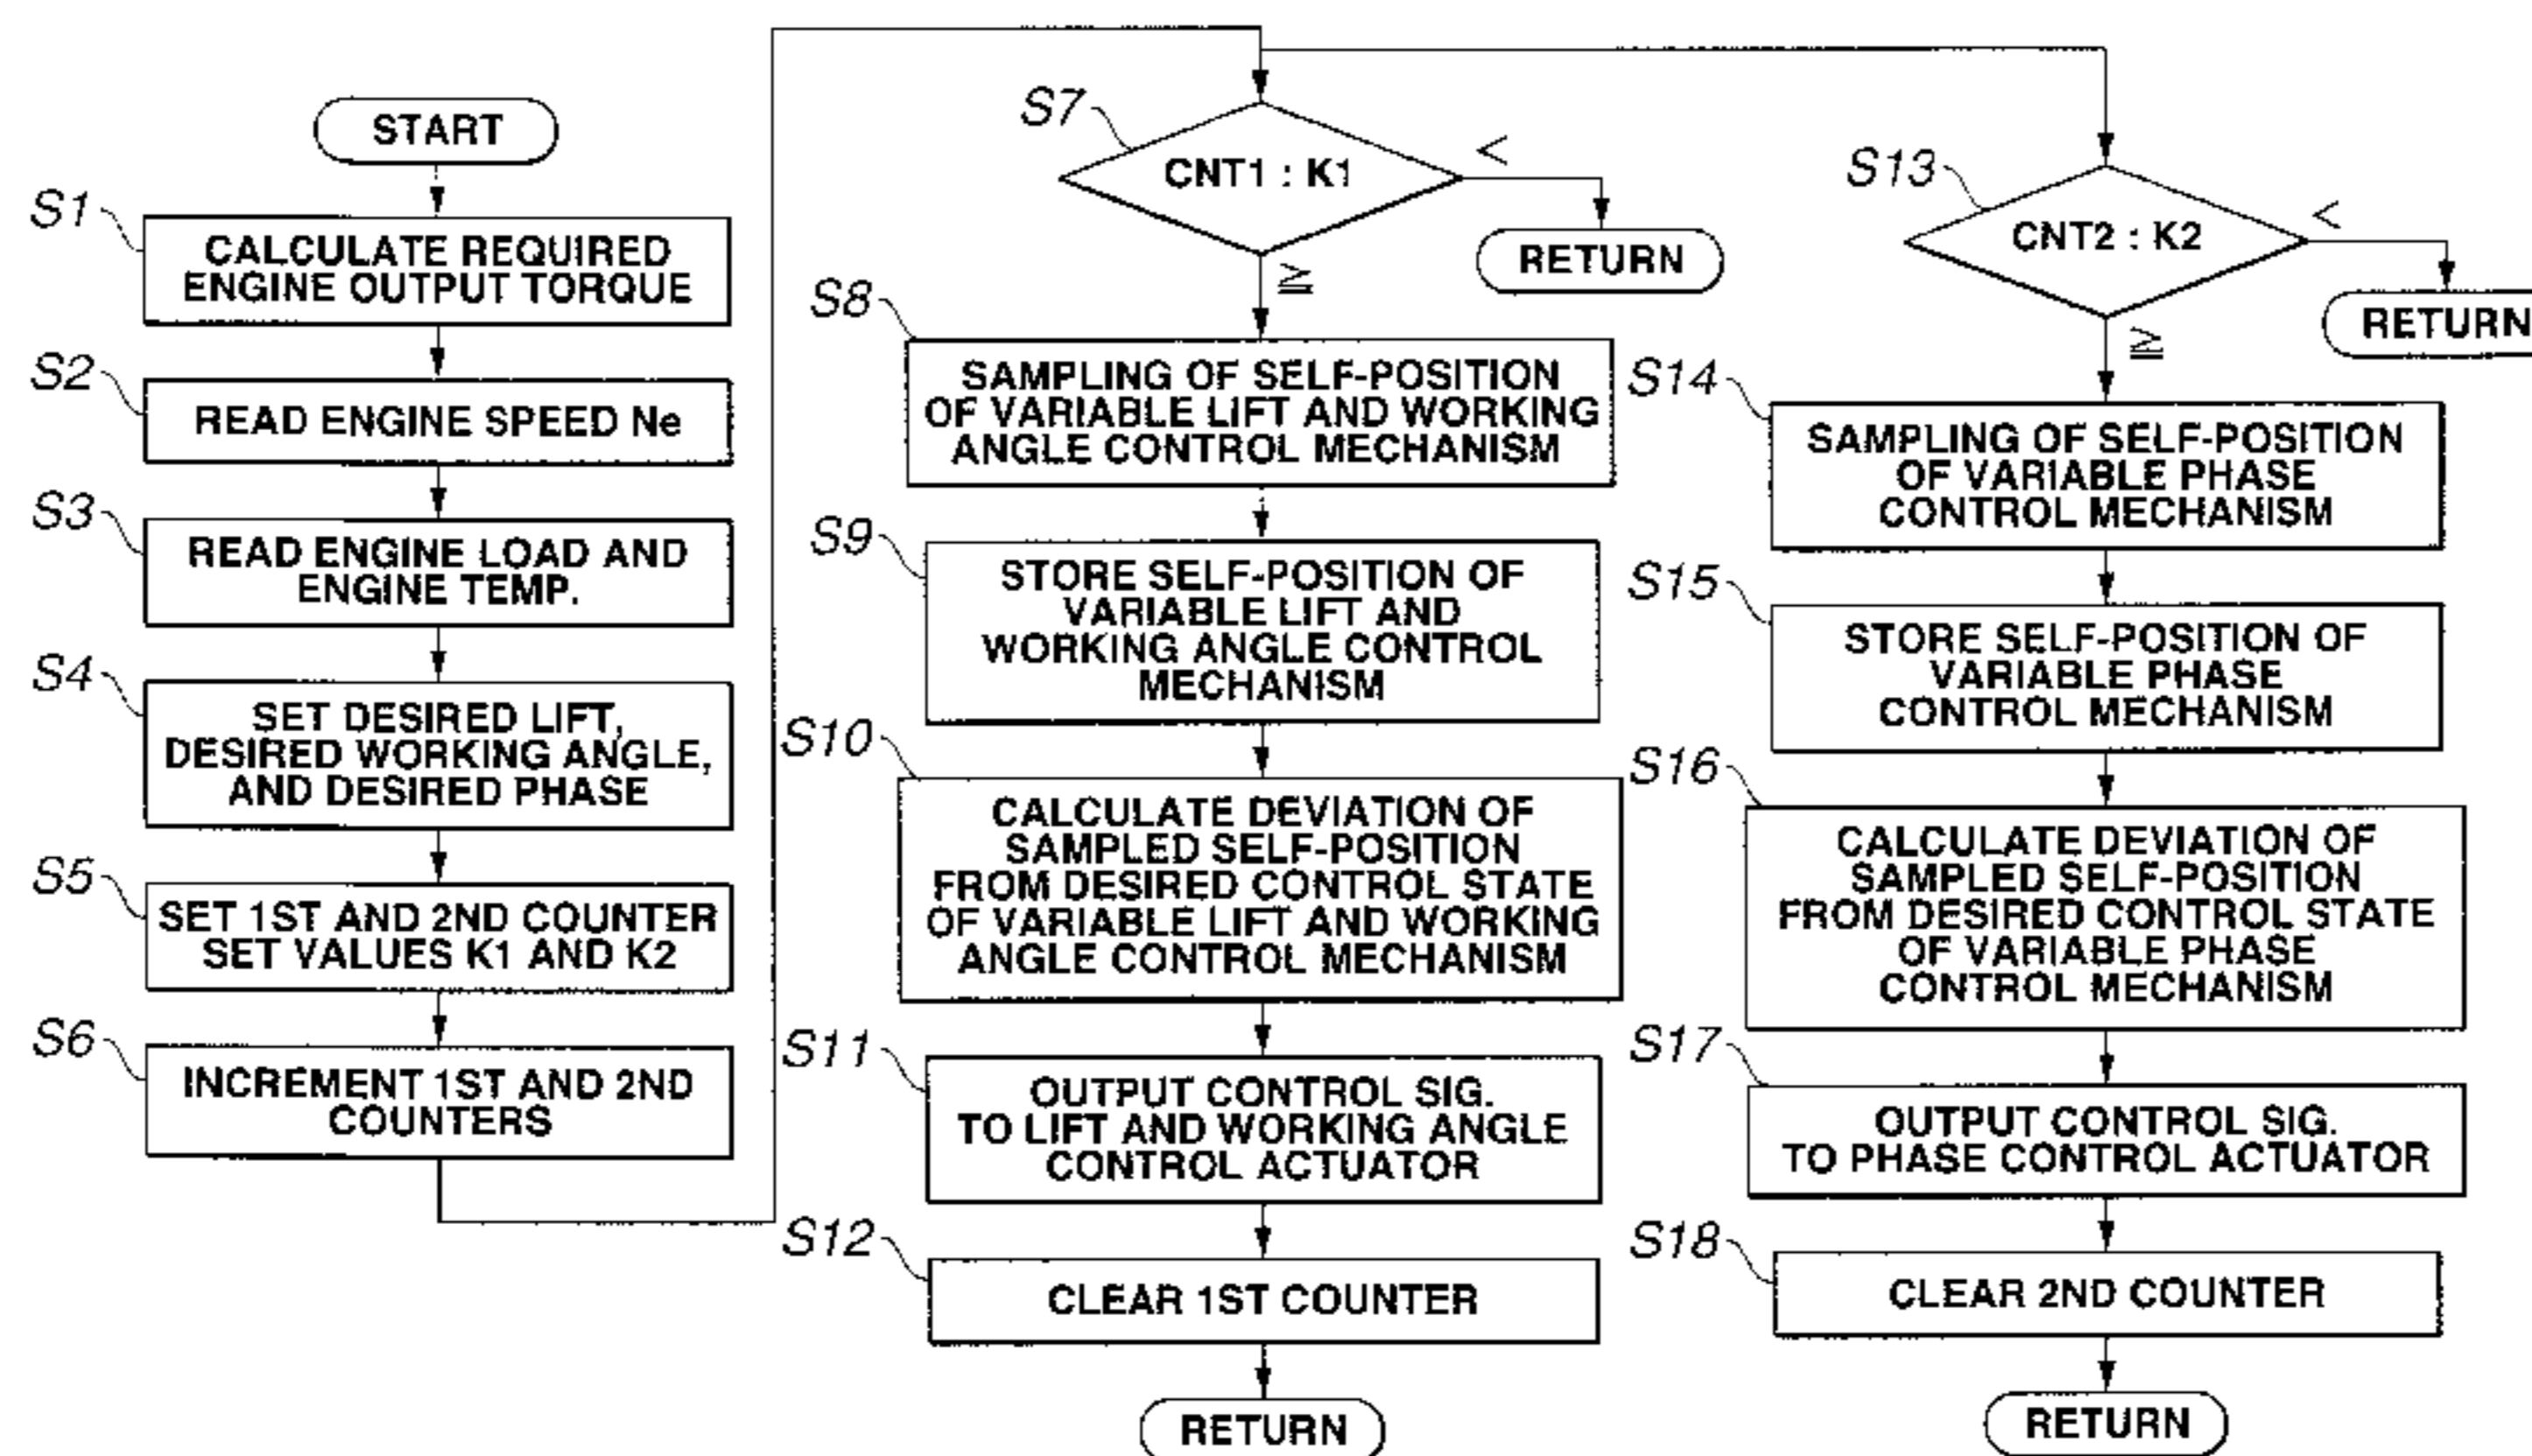 START
S1
CALCULATE REQUIRED
ENGINE OUTPUT TORQUE
S2
READ ENGINE SPEED Ne
S3
READ ENGINE LOAD AND
ENGINE TEMP.
S4
SET DESIRED LIFT,
DESIRED WORKING ANGLE,
AND DESIRED PHASE
S5
SET 1ST AND 2ND COUNTER
SET VALUES K1 AND K2
S6
INCREMENT 1ST AND 2ND
COUNTERS
S7
CNT1 : K1
<
RETURN
≧
S8
SAMPLING OF SELF-POSITION
OF VARIABLE LIFT AND WORKING
ANGLE CONTROL MECHANISM
S9
STORE SELF-POSITION OF
VARIABLE LIFT AND
WORKING ANGLE CONTROL
MECHANISM
S10
CALCULATE DEVIATION OF
SAMPLED SELF-POSITION
FROM DESIRED CONTROL STATE
OF VARIABLE LIFT AND WORKING
ANGLE CONTROL MECHANISM
S11
OUTPUT CONTROL SIG.
TO LIFT AND WORKING ANGLE
CONTROL ACTUATOR
S12
CLEAR 1ST COUNTER
RETURN
S13
CNT2 : K2
<
RETURN
≧
S14
SAMPLING OF SELF-POSITION
OF VARIABLE PHASE
CONTROL MECHANISM
S15
STORE SELF-POSITION OF
VARIABLE PHASE
CONTROL MECHANISM
S16
CALCULATE DEVIATION OF
SAMPLED SELF-POSITION
FROM DESIRED CONTROL STATE
OF VARIABLE PHASE
CONTROL MECHANISM
S17
OUTPUT CONTROL SIG.
TO PHASE CONTROL ACTUATOR
S18
CLEAR 2ND COUNTER
RETURN